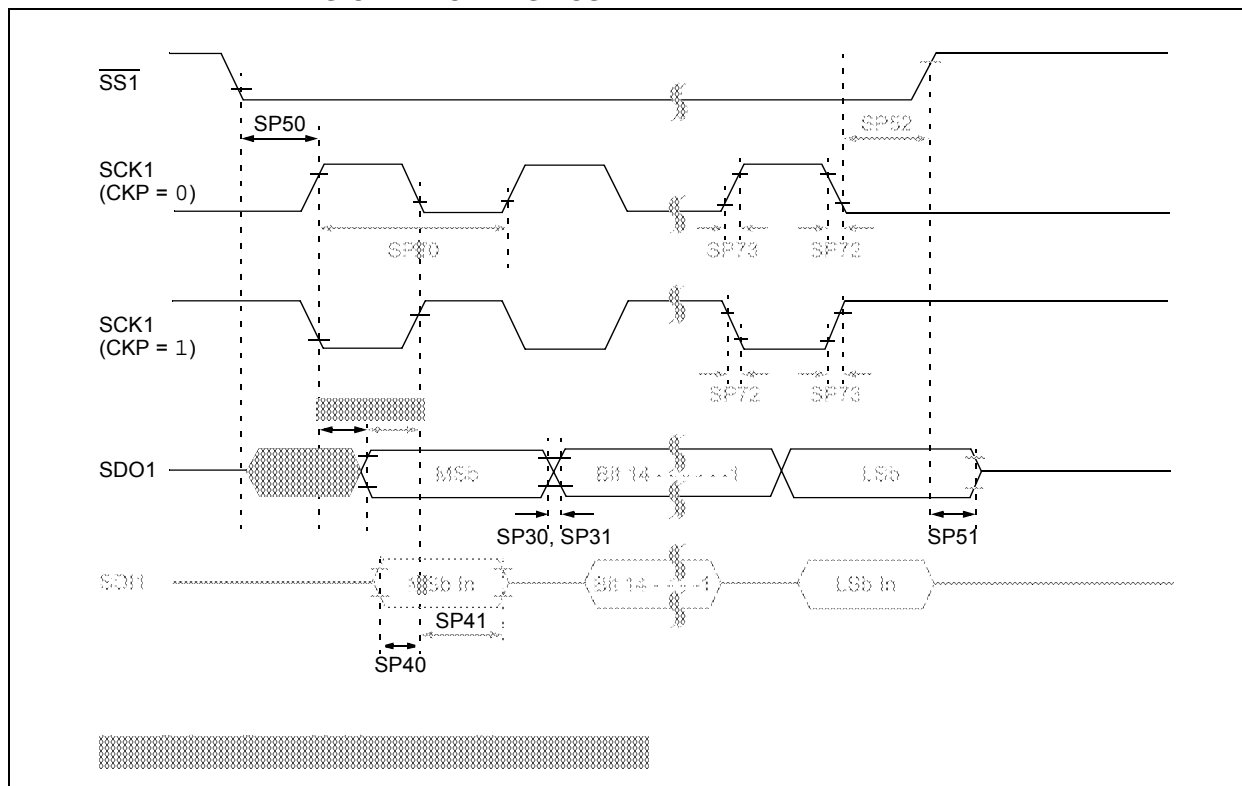 SS1
SP50
SP52
SCK1
(CKP = 0)
SP70
SP73
SP72
SCK1
(CKP = 1)
SP72
SP73
SDO1
MSb
Bit 14 - - - - - -1
LSb
SP30, SP31
SP51
SDI1
MSb In
Bit 14 - - - -1
LSb In
SP41
SP40